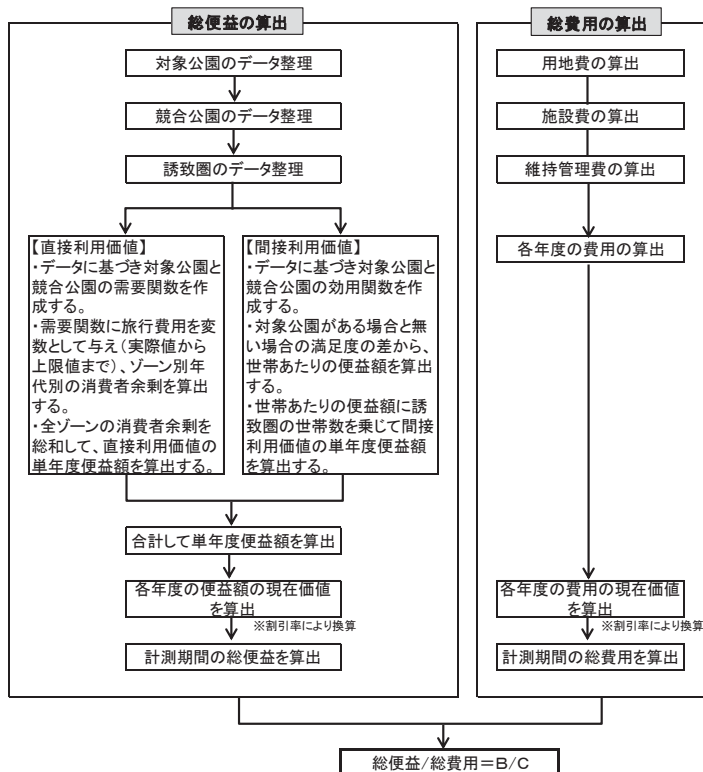 総便益の算出
対象公園のデータ整理
競合公園のデータ整理
誘致圏のデータ整理
【直接利用価値】
・データに基づき対象公園と
競合公園の需要関数を作
成する。
・需要関数に旅行費用を変
数として与え（実際値から
上限値まで）、ゾーン別年
代別の消費者余剰を算出
する。
・全ゾーンの消費者余剰を
総和して、直接利用価値の
単年度便益額を算出する。
【間接利用価値】
・データに基づき対象公園と
競合公園の効用関数を作
成する。
・対象公園がある場合と無
い場合の満足度の差から、
世帯あたりの便益額を算出
する。
・世帯あたりの便益額に誘
致圏の世帯数を乗じて間接
利用価値の単年度便益額
を算出する。
合計して単年度便益額を算出
各年度の便益額の現在価値
を算出
※割引率により換算
計測期間の総便益を算出
総費用の算出
用地費の算出
施設費の算出
維持管理費の算出
各年度の費用の算出
各年度の費用の現在価値
を算出
※割引率により換算
計測期間の総費用を算出
総便益/総費用＝B/C